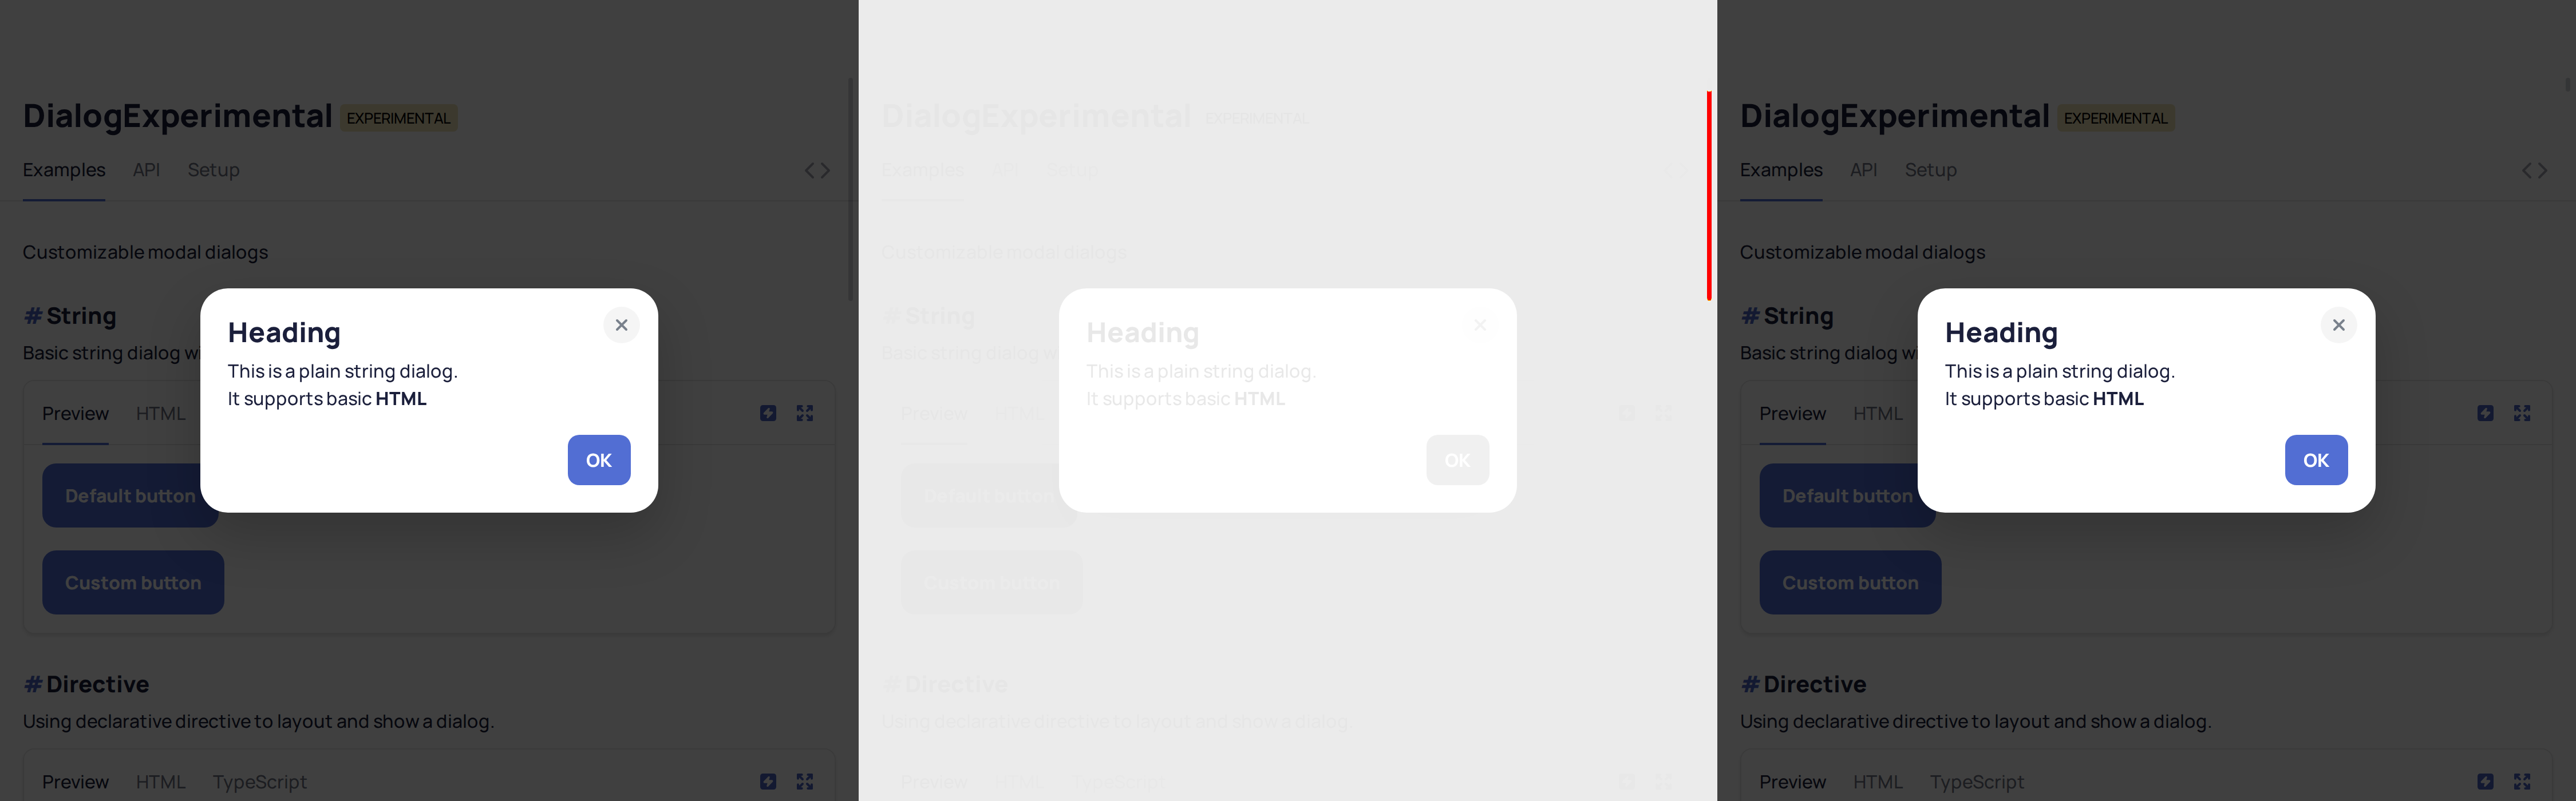 DialogExperimental EXPERIMENTAL
Examples API Setup
Customizable modal dialogs
# String
Basic string dialog
Heading
This is a plain string dialog.
It supports basic HTML
OK
Preview HTML
Default button
Custom button
# Directive
Using declarative directive to layout and show a dialog.
Preview HTML TypeScript
DialogExperimental EXPERIMENTAL
Examples API Setup
Customizable modal dialogs
# String
Basic string dialog
Heading
This is a plain string dialog.
It supports basic HTML
OK
Preview HTML
Default button
Custom button
# Directive
Using declarative directive to layout and show a dialog.
Preview HTML TypeScript
DialogExperimental EXPERIMENTAL
Examples API Setup
Customizable modal dialogs
# String
Basic string dialog
Heading
This is a plain string dialog.
It supports basic HTML
OK
Preview HTML
Default button
Custom button
# Directive
Using declarative directive to layout and show a dialog.
Preview HTML TypeScript